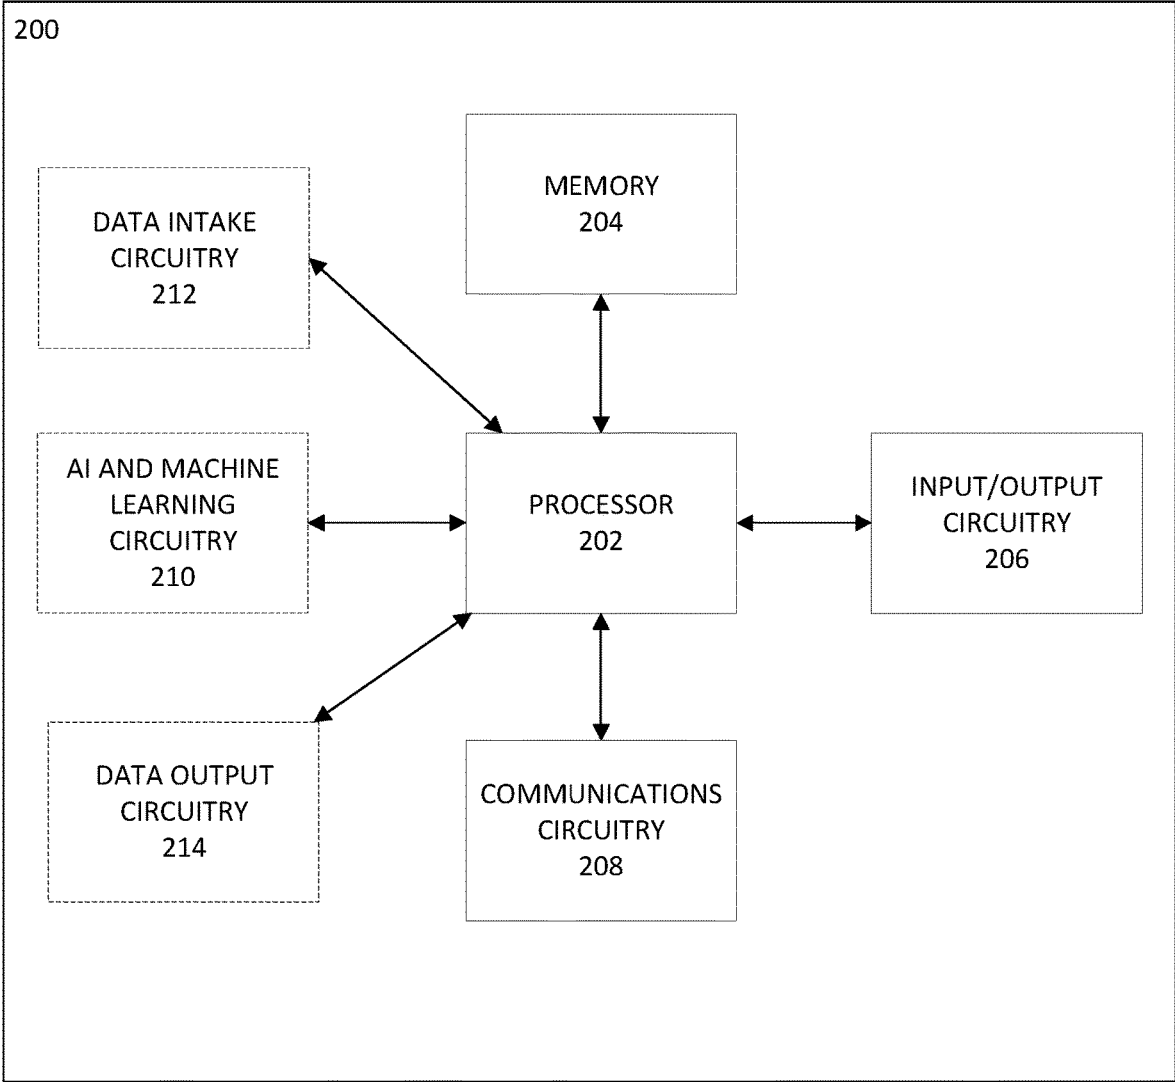 200
MEMORY
204
DATA INTAKE
CIRCUITRY
212
AI AND MACHINE
LEARNING
CIRCUITRY
210
PROCESSOR
202
INPUT/OUTPUT
CIRCUITRY
206
DATA OUTPUT
CIRCUITRY
214
COMMUNICATIONS
CIRCUITRY
208